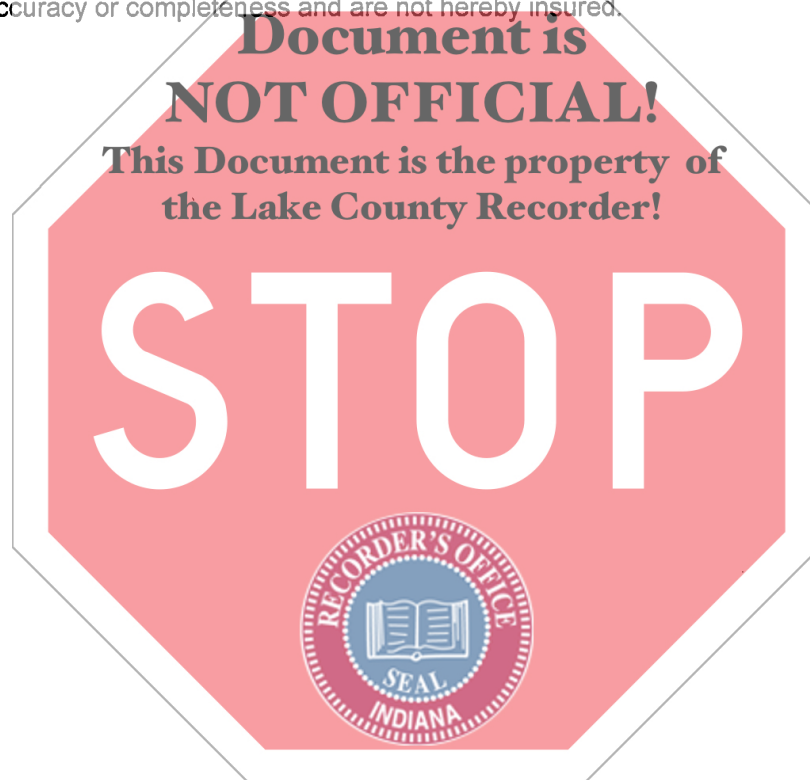 ccuracy or completeness and are not hereby insured.
Document is
NOT OFFICIAL!
This Document is the property of
the Lake County Recorder!
STOP
RECORDER'S OFFICE
SEAL
INDIANA